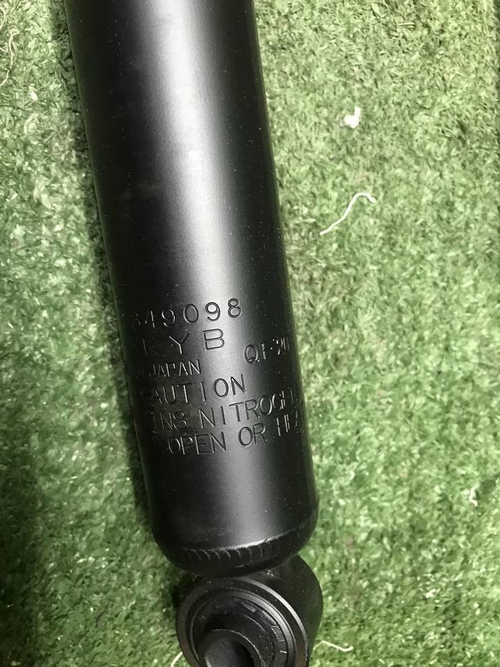 349098
KYB
JAPAN QF20
CAUTION
NITROGEN
OPEN OR